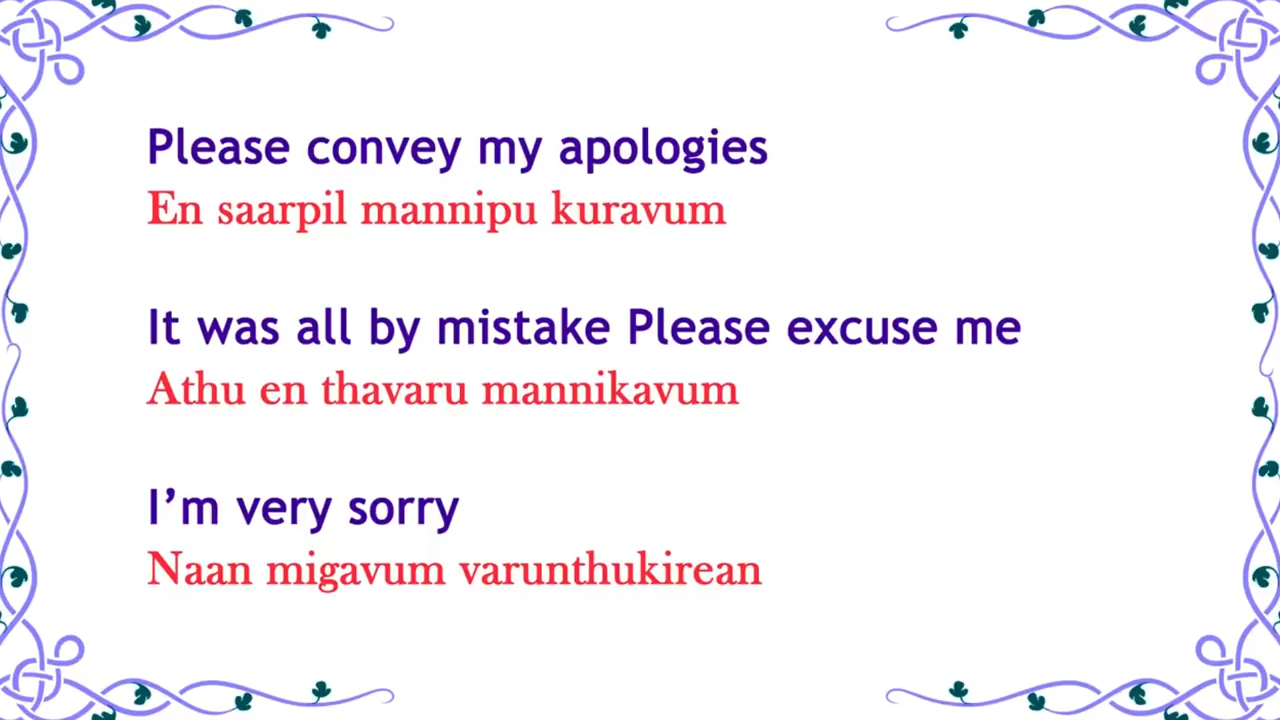 Please convey my apologies
En saarpil mannipu kuravum
It was all by mistake Please excuse me
Athu en thavaru mannikavum
I'm very sorry
Naan migavum varunthukirean